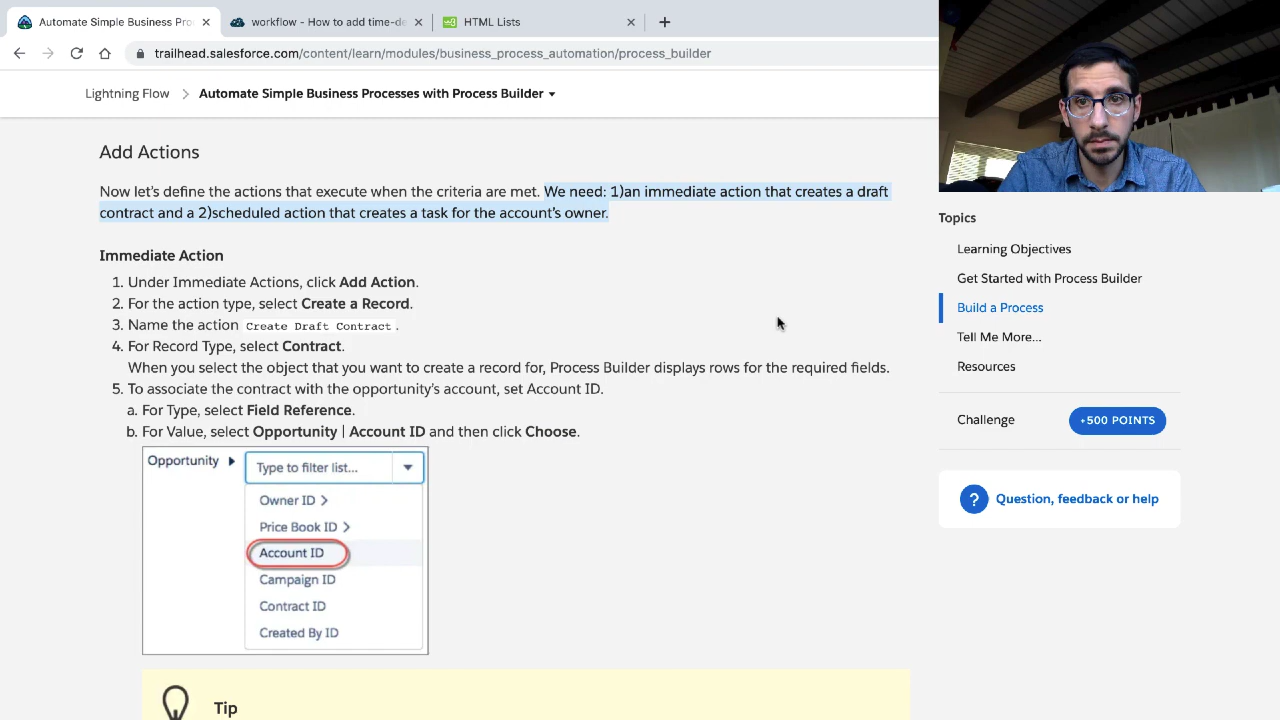 Automate Simple Business Pro
workflow - How to add time-de
HTML Lists
trailhead.salesforce.com/content/learn/modules/business_process_automation/process_builder
Lightning Flow
Automate Simple Business Processes with Process Builder
Add Actions
Now let’s define the actions that execute when the criteria are met. We need: 1)an immediate action that creates a draft
contract and a 2)scheduled action that creates a task for the account’s owner.
Immediate Action
1. Under Immediate Actions, click Add Action.
2. For the action type, select Create a Record.
3. Name the action Create Draft Contract.
4. For Record Type, select Contract.
When you select the object that you want to create a record for, Process Builder displays rows for the required fields.
5. To associate the contract with the opportunity’s account, set Account ID.
a. For Type, select Field Reference.
b. For Value, select Opportunity | Account ID and then click Choose.
Opportunity
Type to filter list...
Owner ID >
Price Book ID >
Account ID
Campaign ID
Contract ID
Created By ID
Tip
Topics
Learning Objectives
Get Started with Process Builder
Build a Process
Tell Me More...
Resources
Challenge
+500 POINTS
? Question, feedback or help